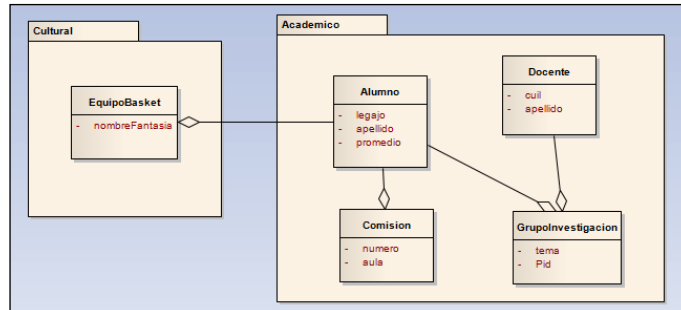 Cultural
EquipoBasket
- nombreFantasia
Academico
Alumno
- legajo
- apellido
- promedio
Docente
- cuil
- apellido
Comision
- numero
- aula
GrupoInvestigacion
- tema
- Pid